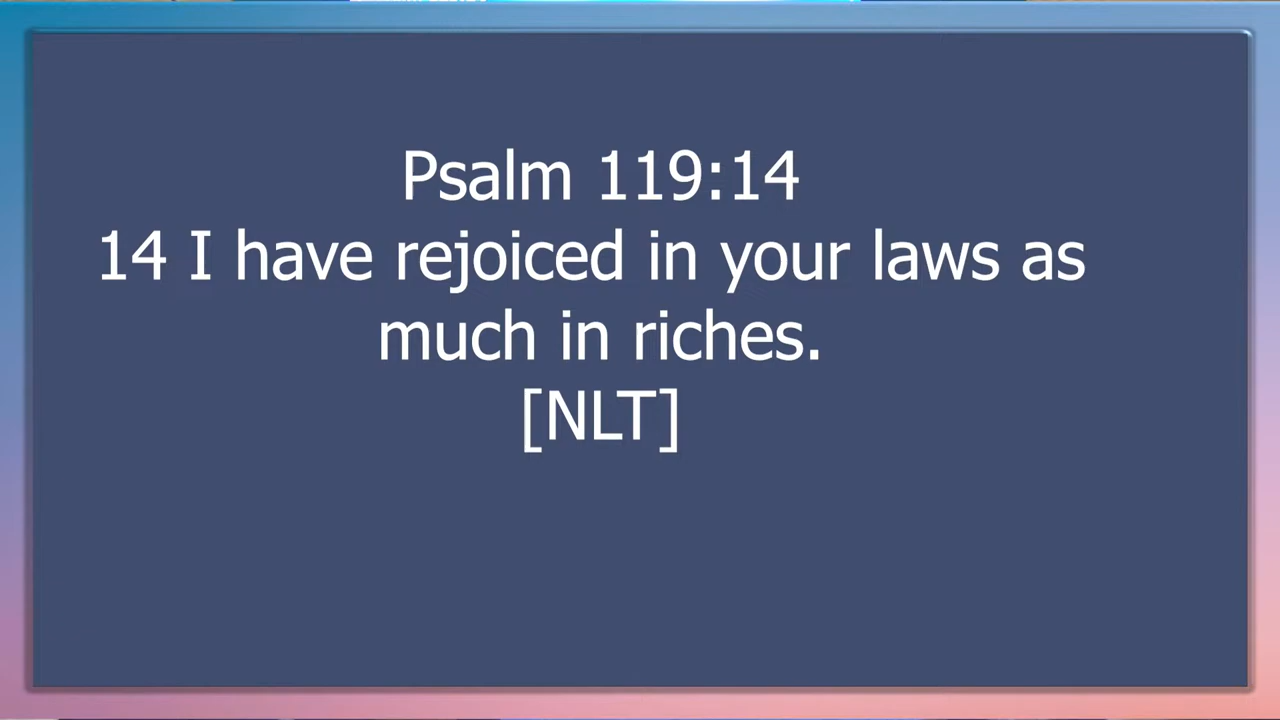 Psalm 119:14
14 I have rejoiced in your laws as
much in riches.
[NLT]